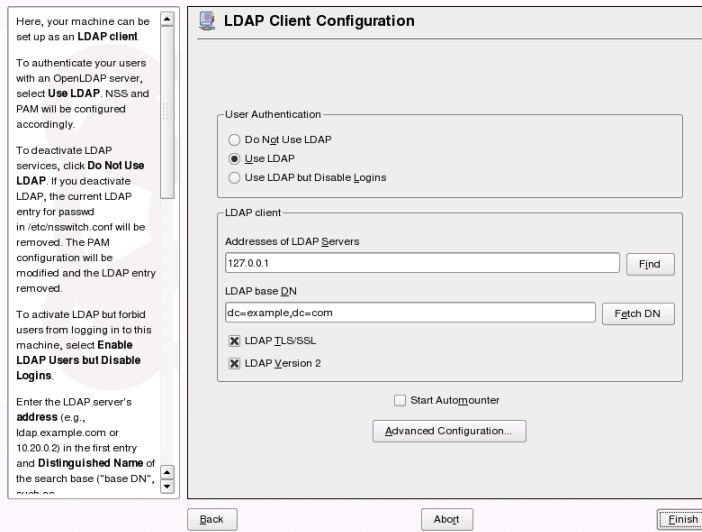 Here, your machine can be
set up as an LDAP client.
To authenticate your users
with an OpenLDAP server,
select Use LDAP. NSS and
PAM will be configured
accordingly.
To deactivate LDAP
services, click Do Not Use
LDAP. If you deactivate
LDAP, the current LDAP
entry for passwd
in /etc/nsswitch.conf will be
removed. The PAM
configuration will be
modified and the LDAP entry
removed.
To activate LDAP but forbid
users from logging in to this
machine, select Enable
LDAP Users but Disable
Logins.
Enter the LDAP server's
address (e.g.,
ldap.example.com or
10.20.0.2) in the first entry
and Distinguished Name of
the search base ("base DN",
LDAP Client Configuration
User Authentication
Do Not Use LDAP
Use LDAP
Use LDAP but Disable Logins
LDAP client
Addresses of LDAP Servers
127.0.0.1
Find
LDAP base DN
dc=example,dc=com
Fetch DN
LDAP TLS/SSL
LDAP Version 2
Start Automounter
Advanced Configuration...
Back
Abort
Finish